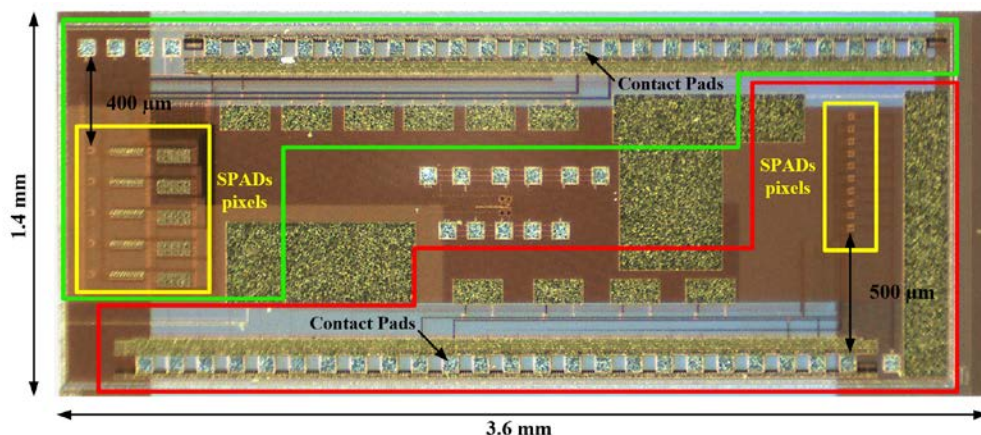 Contact Pads
400 μm
SPADs
pixels
SPADs
pixels
1.4 mm
500 μm
Contact Pads
3.6 mm